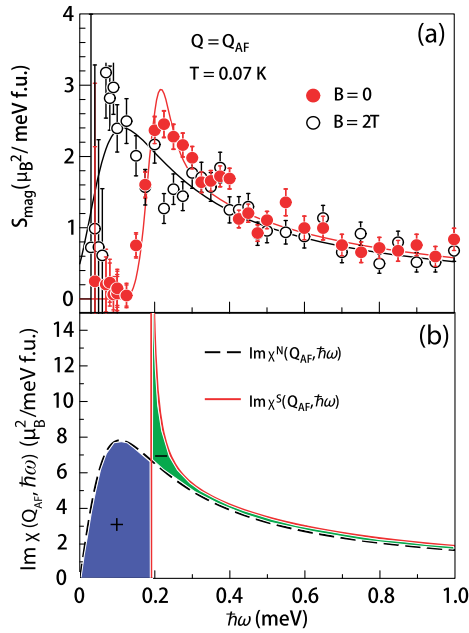 (a)
Q = Q_AF
T = 0.07 K
B = 0
B = 2T
S_mag (μ_B²/ meV f.u.)
4
3
2
1
0
(b)
Im χ^N(Q_AF, ħω)
Im χ^S(Q_AF, ħω)
Im χ (Q_AF, ħω) (μ_B²/meV f.u.)
14
12
10
8
6
4
2
0
+
−
0 0.2 0.4 0.6 0.8 1.0
ħω (meV)